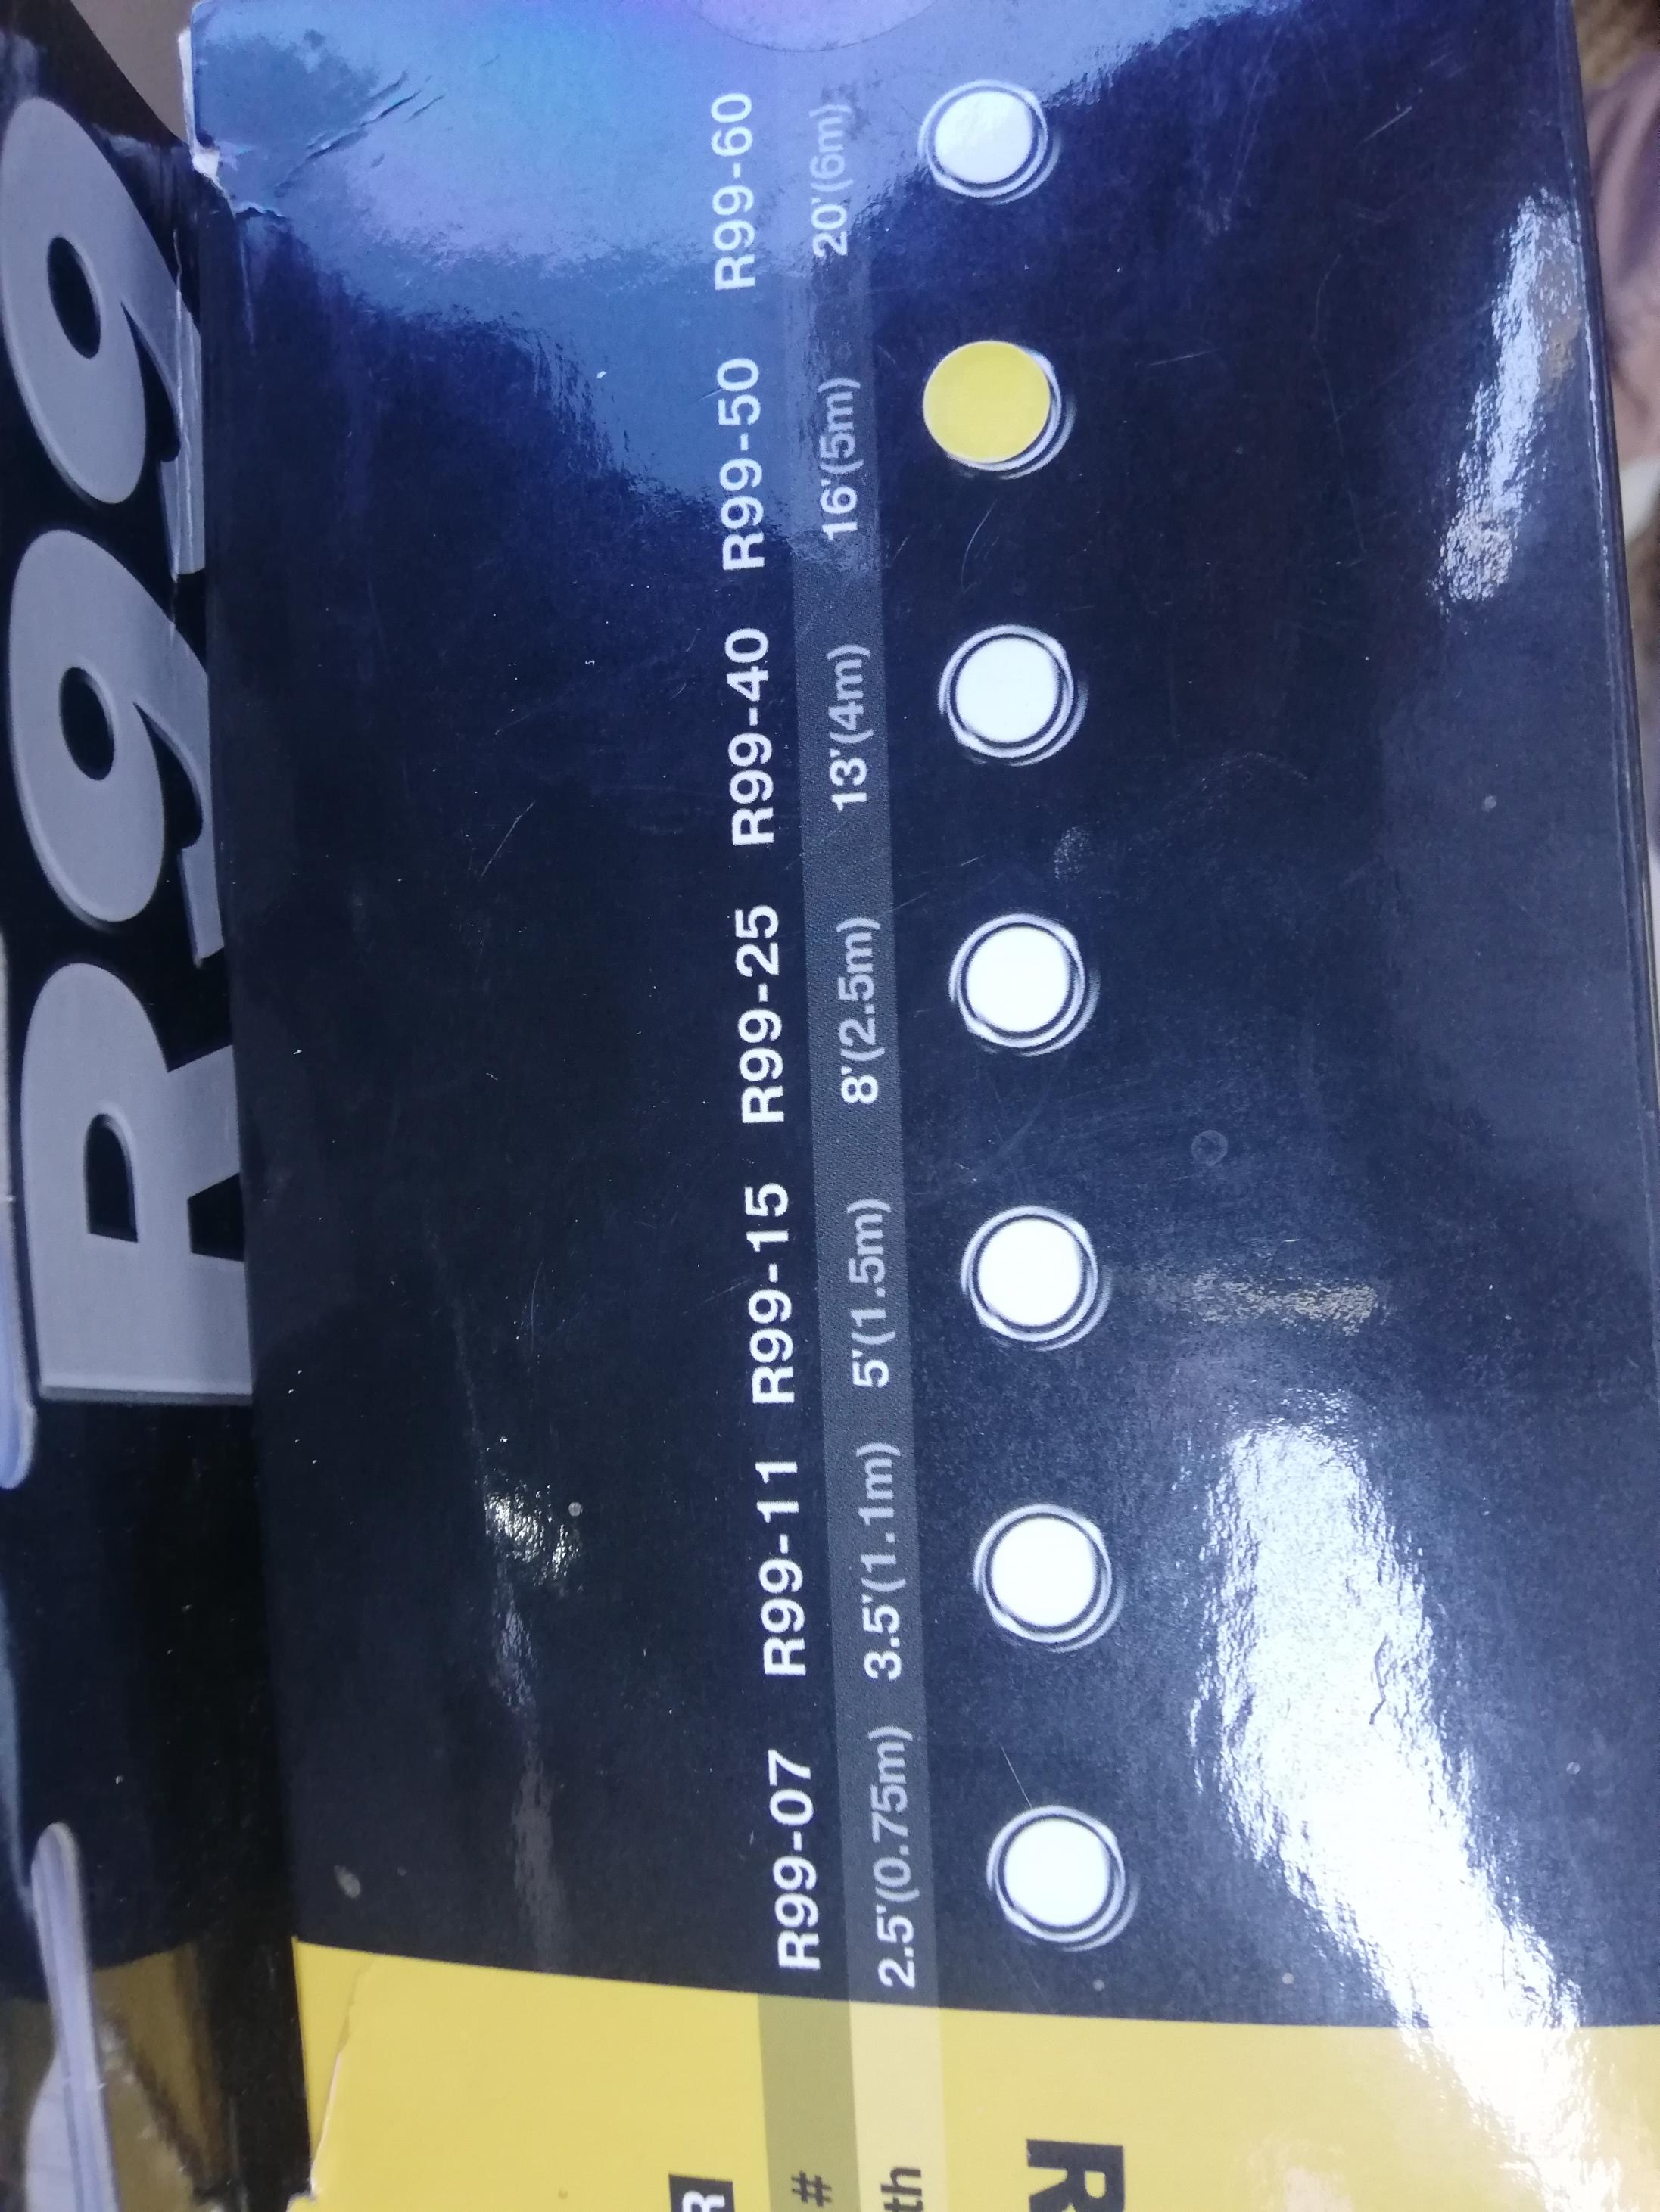 R99
R99-07 R99-11 R99-15 R99-25 R99-40 R99-50 R99-60
2.5'(0.75m) 3.5'(1.1m) 5'(1.5m) 8'(2.5m) 13'(4m) 16'(5m) 20'(6m)
R
#
th
R